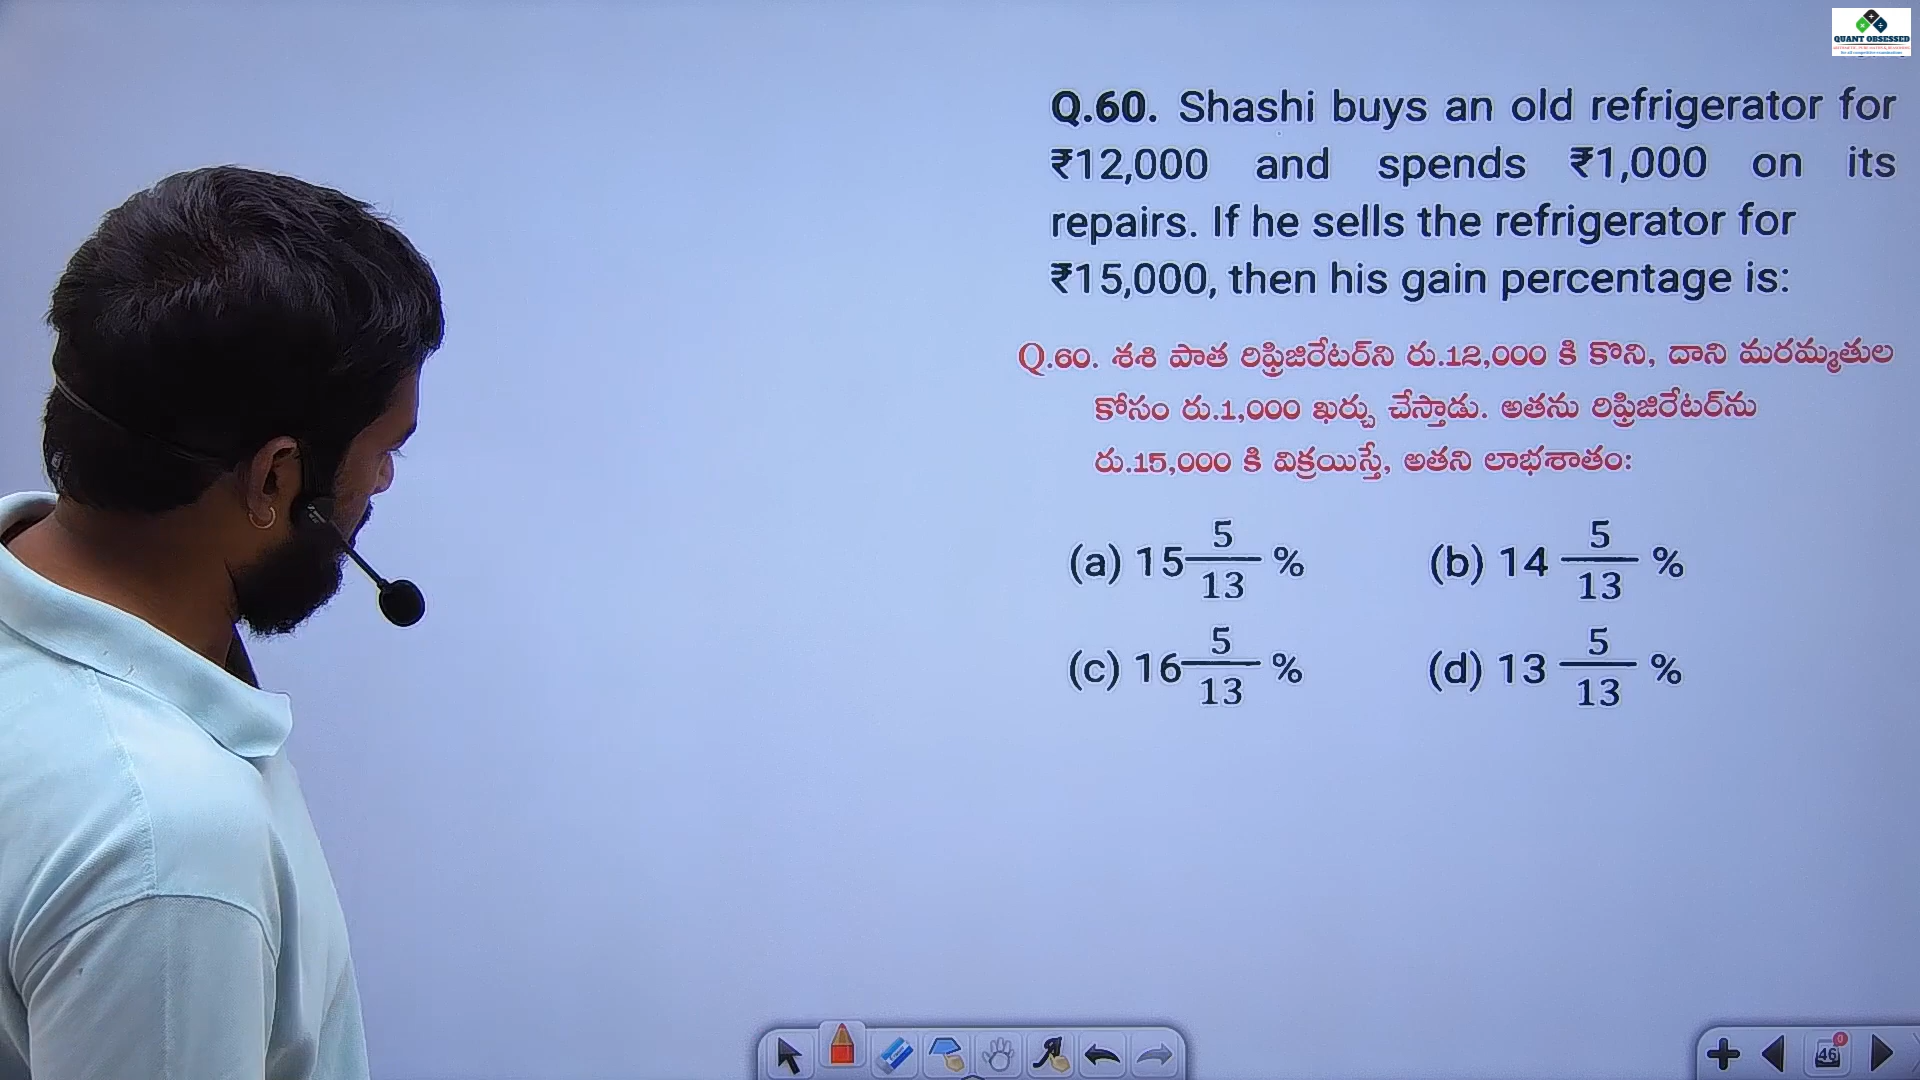 QUANT OBSESSED
Q.60. Shashi buys an old refrigerator for
₹12,000 and spends ₹1,000 on its
repairs. If he sells the refrigerator for
₹15,000, then his gain percentage is:
Q.60. శశి పాత రిఫ్రిజిరేటర్‌ని రు.12,000 కి కొని, దాని మరమ్మతుల
కోసం రు.1,000 ఖర్చు చేస్తాడు. అతను రిఫ్రిజిరేటర్‌ను
రు.15,000 కి విక్రయిస్తే, అతని లాభశాతం:
(a) 15 5/13 % (b) 14 5/13 %
(c) 16 5/13 % (d) 13 5/13 %
46
0